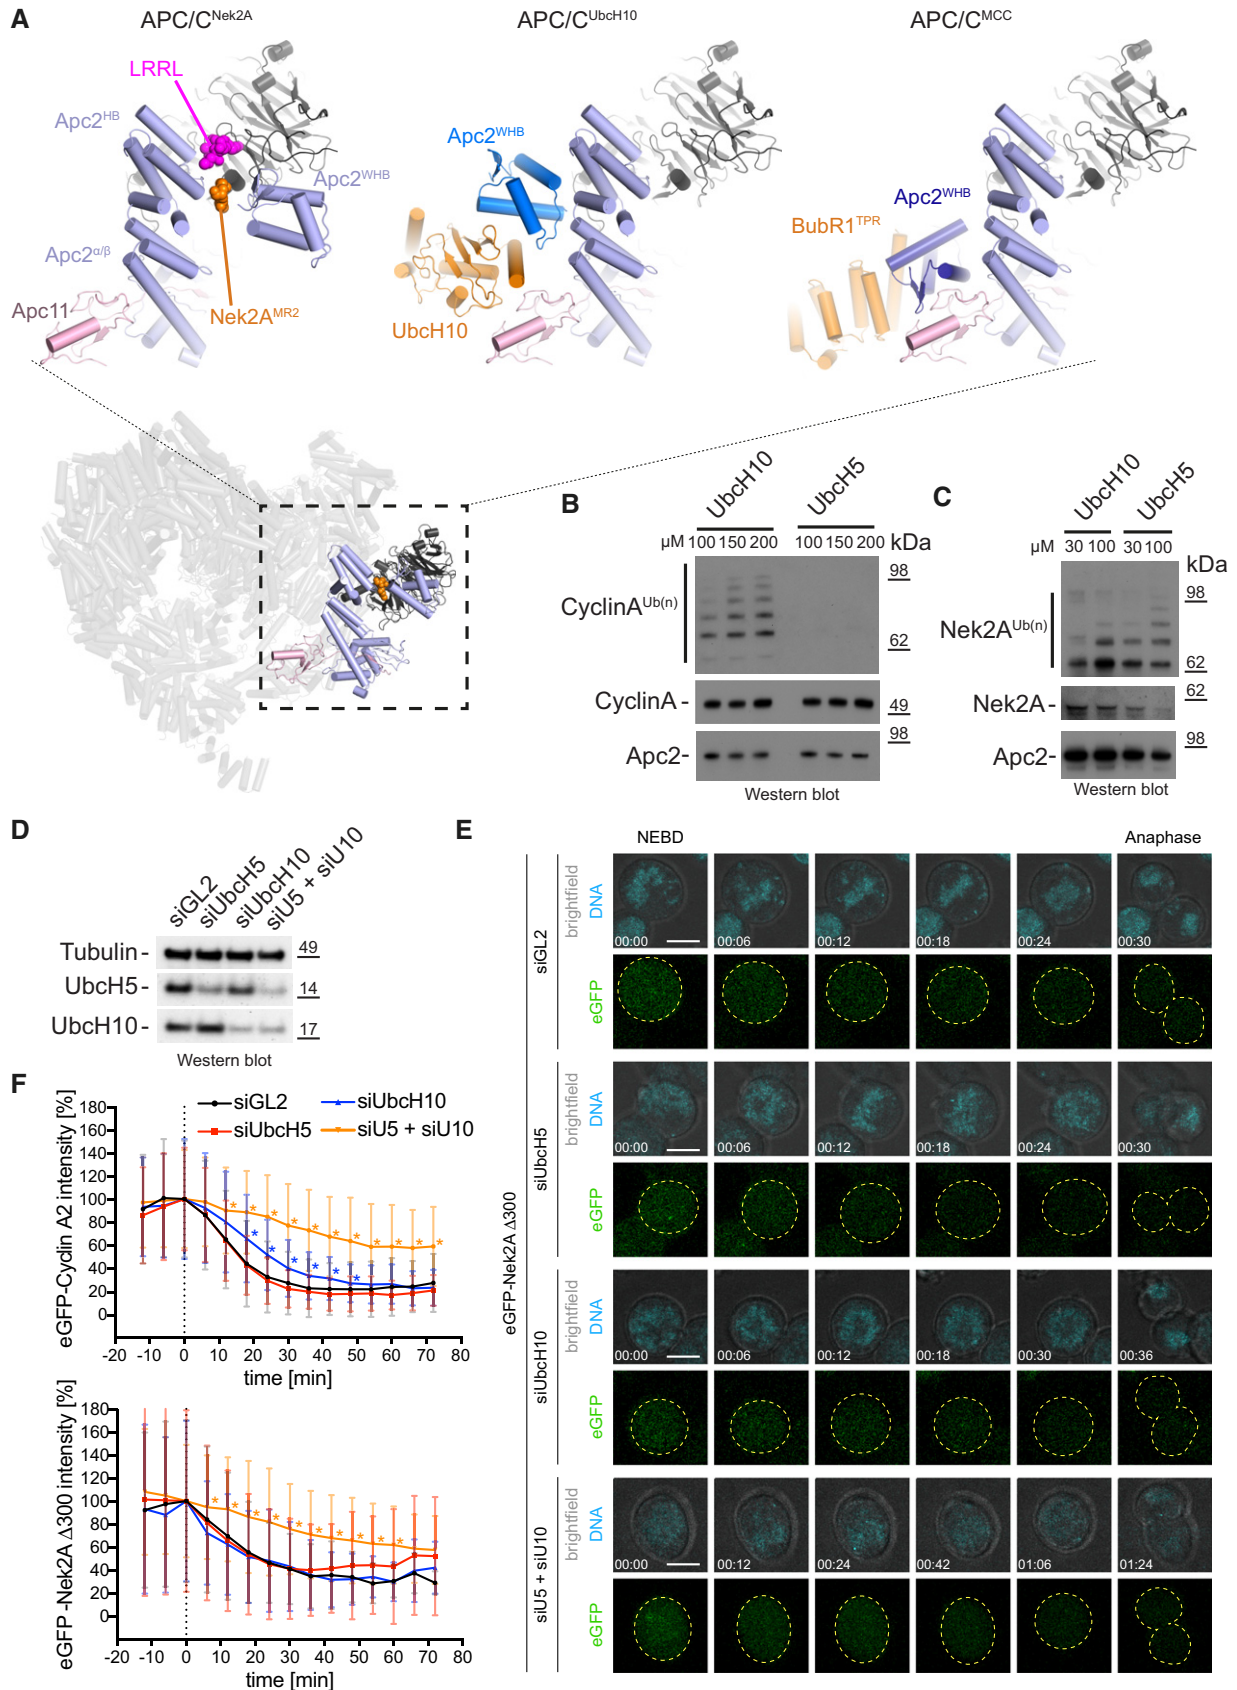 A
APC/C^Nek2A
APC/C^UbcH10
APC/C^MCC
LRRL
Apc2^HB
Apc2^WHB
Apc2^α/β
Apc11
Nek2A^MR2
Apc2^WHB
UbcH10
Apc2^WHB
BubR1^TPR
B
UbcH10
UbcH5
µM 100 150 200 100 150 200 kDa
98
CyclinA^Ub(n)
62
CyclinA -
49
98
Apc2-
Western blot
C
UbcH10
UbcH5
µM 30 100 30 100 kDa
98
Nek2A^Ub(n)
62
62
Nek2A -
98
Apc2-
Western blot
D
siGL2
siUbcH5
siUbcH10
siU5 + siU10
Tubulin - 49
UbcH5 - 14
UbcH10 - 17
Western blot
E
NEBD
Anaphase
eGFP-Nek2A Δ300
siGL2
brightfield
DNA
00:00 00:06 00:12 00:18 00:24 00:30
eGFP
siUbcH5
brightfield
DNA
00:00 00:06 00:12 00:18 00:24 00:30
eGFP
siUbcH10
brightfield
DNA
00:00 00:06 00:12 00:18 00:30 00:36
eGFP
siU5 + siU10
brightfield
DNA
00:00 00:12 00:24 00:42 01:06 01:24
eGFP
F
eGFP-Cyclin A2 intensity [%]
180
160
140
120
100
80
60
40
20
0
siGL2
siUbcH10
siUbcH5
siU5 + siU10
* * * * * * * * * * * *
* * * * * * *
-20 -10 0 10 20 30 40 50 60 70 80
time [min]
eGFP -Nek2A Δ300 intensity [%]
180
160
140
120
100
80
60
40
20
0
* * * * * * * * * * *
-20 -10 0 10 20 30 40 50 60 70 80
time [min]